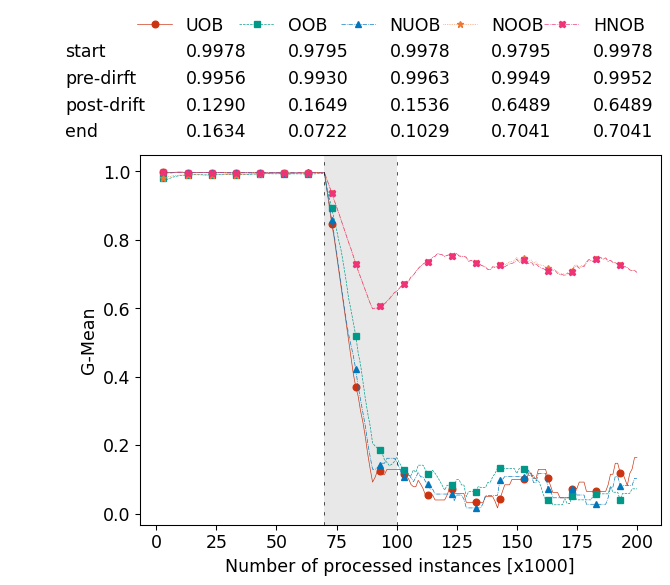 UOB OOB NUOB NOOB HNOB
start 0.9978 0.9795 0.9978 0.9795 0.9978
pre-dirft 0.9956 0.9930 0.9963 0.9949 0.9952
post-drift 0.1290 0.1649 0.1536 0.6489 0.6489
end 0.1634 0.0722 0.1029 0.7041 0.7041
1.0
0.8
0.6
0.4
0.2
0.0
G-Mean
0 25 50 75 100 125 150 175 200
Number of processed instances [x1000]